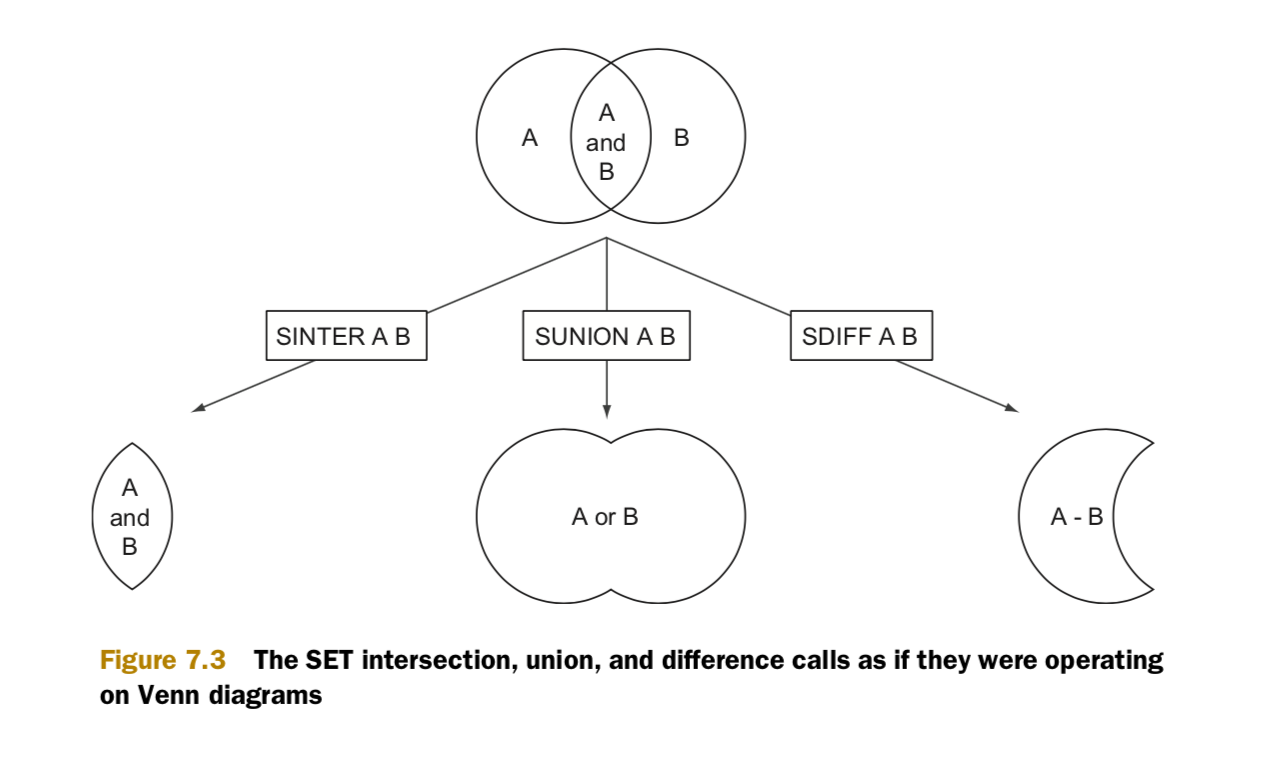 A
A
and
B
B
SINTER A B
SUNION A B
SDIFF A B
A
and
B
A or B
A - B
Figure 7.3 The SET intersection, union, and difference calls as if they were operating
on Venn diagrams